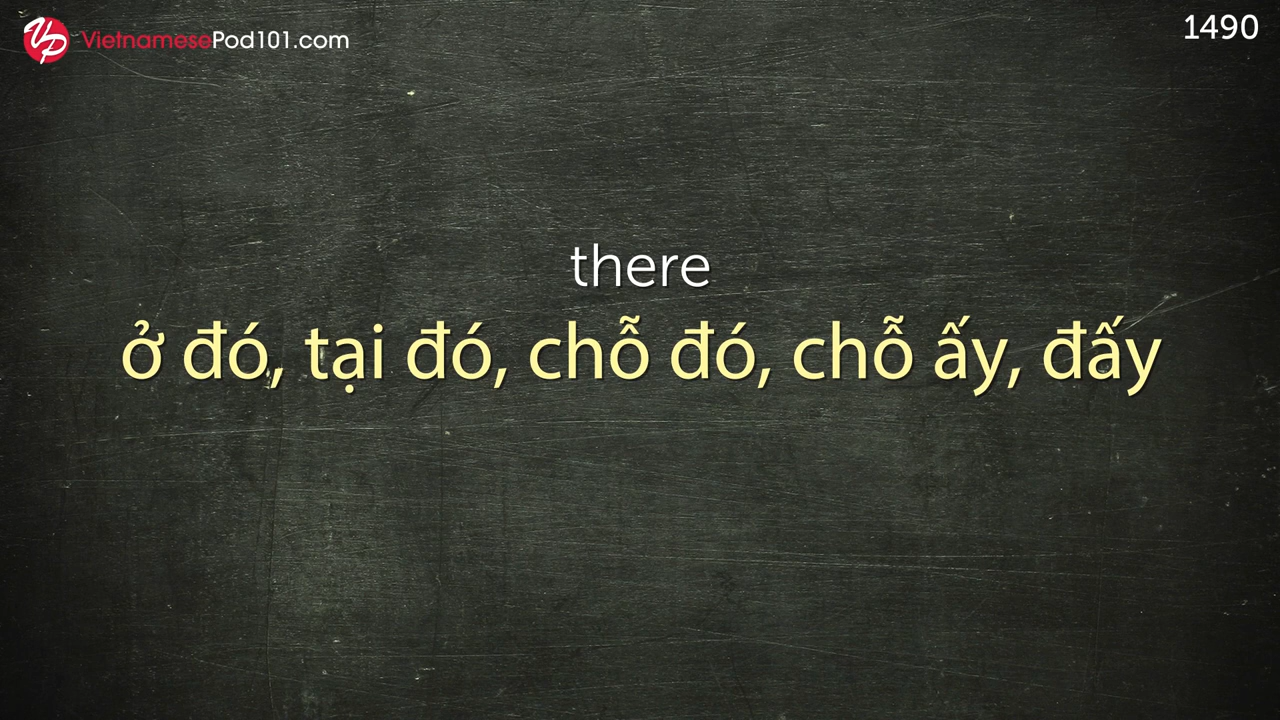 VietnamesePod101.com
1490
there
ở đó, tại đó, chỗ đó, chỗ ấy, đấy